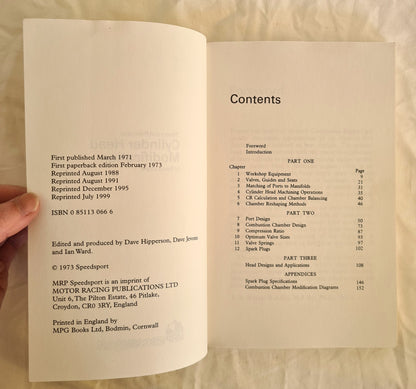 First published March 1971
First paperback edition February 1973
Reprinted August 1988
Reprinted August 1991
Reprinted December 1995
Reprinted July 1999
ISBN 0 85113 066 6
Edited and produced by Dave Hipperson, Dave
and Ian Ward.
© 1973 Speedsport
MRP Speedsport is an imprint of
MOTOR RACING PUBLICATIONS LTD
Unit 6, The Pilton Estate, 46 Pitlake,
Croydon, CR0 3RY, England
Printed in England by
MPG Books Ltd, Bodmin, Cornwall
Contents
Foreword
Introduction
PART ONE
Chapter Page
1 Workshop Equipment 9
2 Valves, Guides and Seats 21
3 Matching of Ports to Manifolds 31
4 Cylinder Head Machining Operations 35
5 CR Calculation and Chamber Balancing 40
6 Chamber Reshaping Methods 46
PART TWO
7 Port Design 50
8 Combustion Chamber Design 73
9 Compression Ratio 87
10 Optimum Valve Sizes 93
11 Valve Springs 97
12 Spark Plugs 102
PART THREE
Head Designs and Applications 108
APPENDICES
Spark Plug Specifications 146
Combustion Chamber Modification Diagrams 152